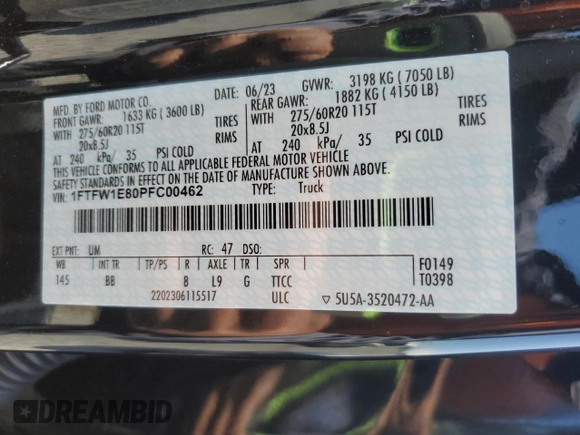 MFD. BY FORD MOTOR CO.
DATE: 06/23 GVWR: 3198 KG ( 7050 LB)
FRONT GAWR: 1633 KG ( 3600 LB)
REAR GAWR: 1882 KG ( 4150 LB)
WITH 275/60R20 115T TIRES
WITH 275/60R20 115T TIRES
20x8.5J RIMS
20x8.5J RIMS
AT 240 kPa/ 35 PSI COLD
AT 240 kPa/ 35 PSI COLD
THIS VEHICLE CONFORMS TO ALL APPLICABLE FEDERAL MOTOR VEHICLE
SAFETY STANDARDS IN EFFECT ON THE DATE OF MANUFACTURE SHOWN ABOVE.
VIN: 1FTFW1E80PFC00462 TYPE: Truck
EXT PNT: UM RC: 47 DSO:
WB INT TR TP/PS R AXLE TR SPR
145 BB 8 L9 G TTCC
F0149
T0398
2202306115517 ULC ▽ 5U5A-3520472-AA
DREAMBID